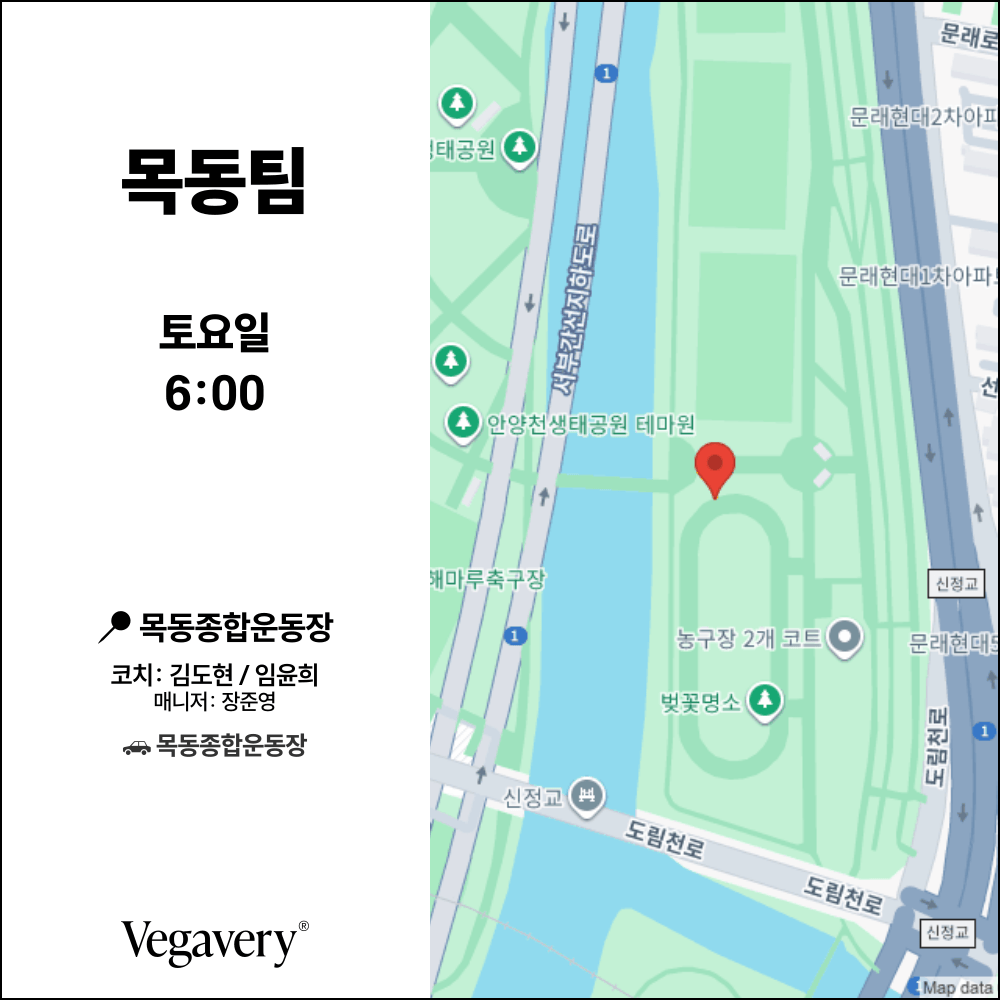 목동팀
토요일
6:00
목동종합운동장
코치: 김도현 / 임윤희
매니저: 장준영
목동종합운동장
Vegavery®
문래로
1
문래현대2차아파
생태공원
서부간선지하도로
문래현대1차아파트
선
안양천생태공원 테마원
해마루축구장
신정교
1
농구장 2개 코트
문래현대5
벚꽃명소
도림천로
1
신정교
도림천로
도림천로
신정교
1
Map data